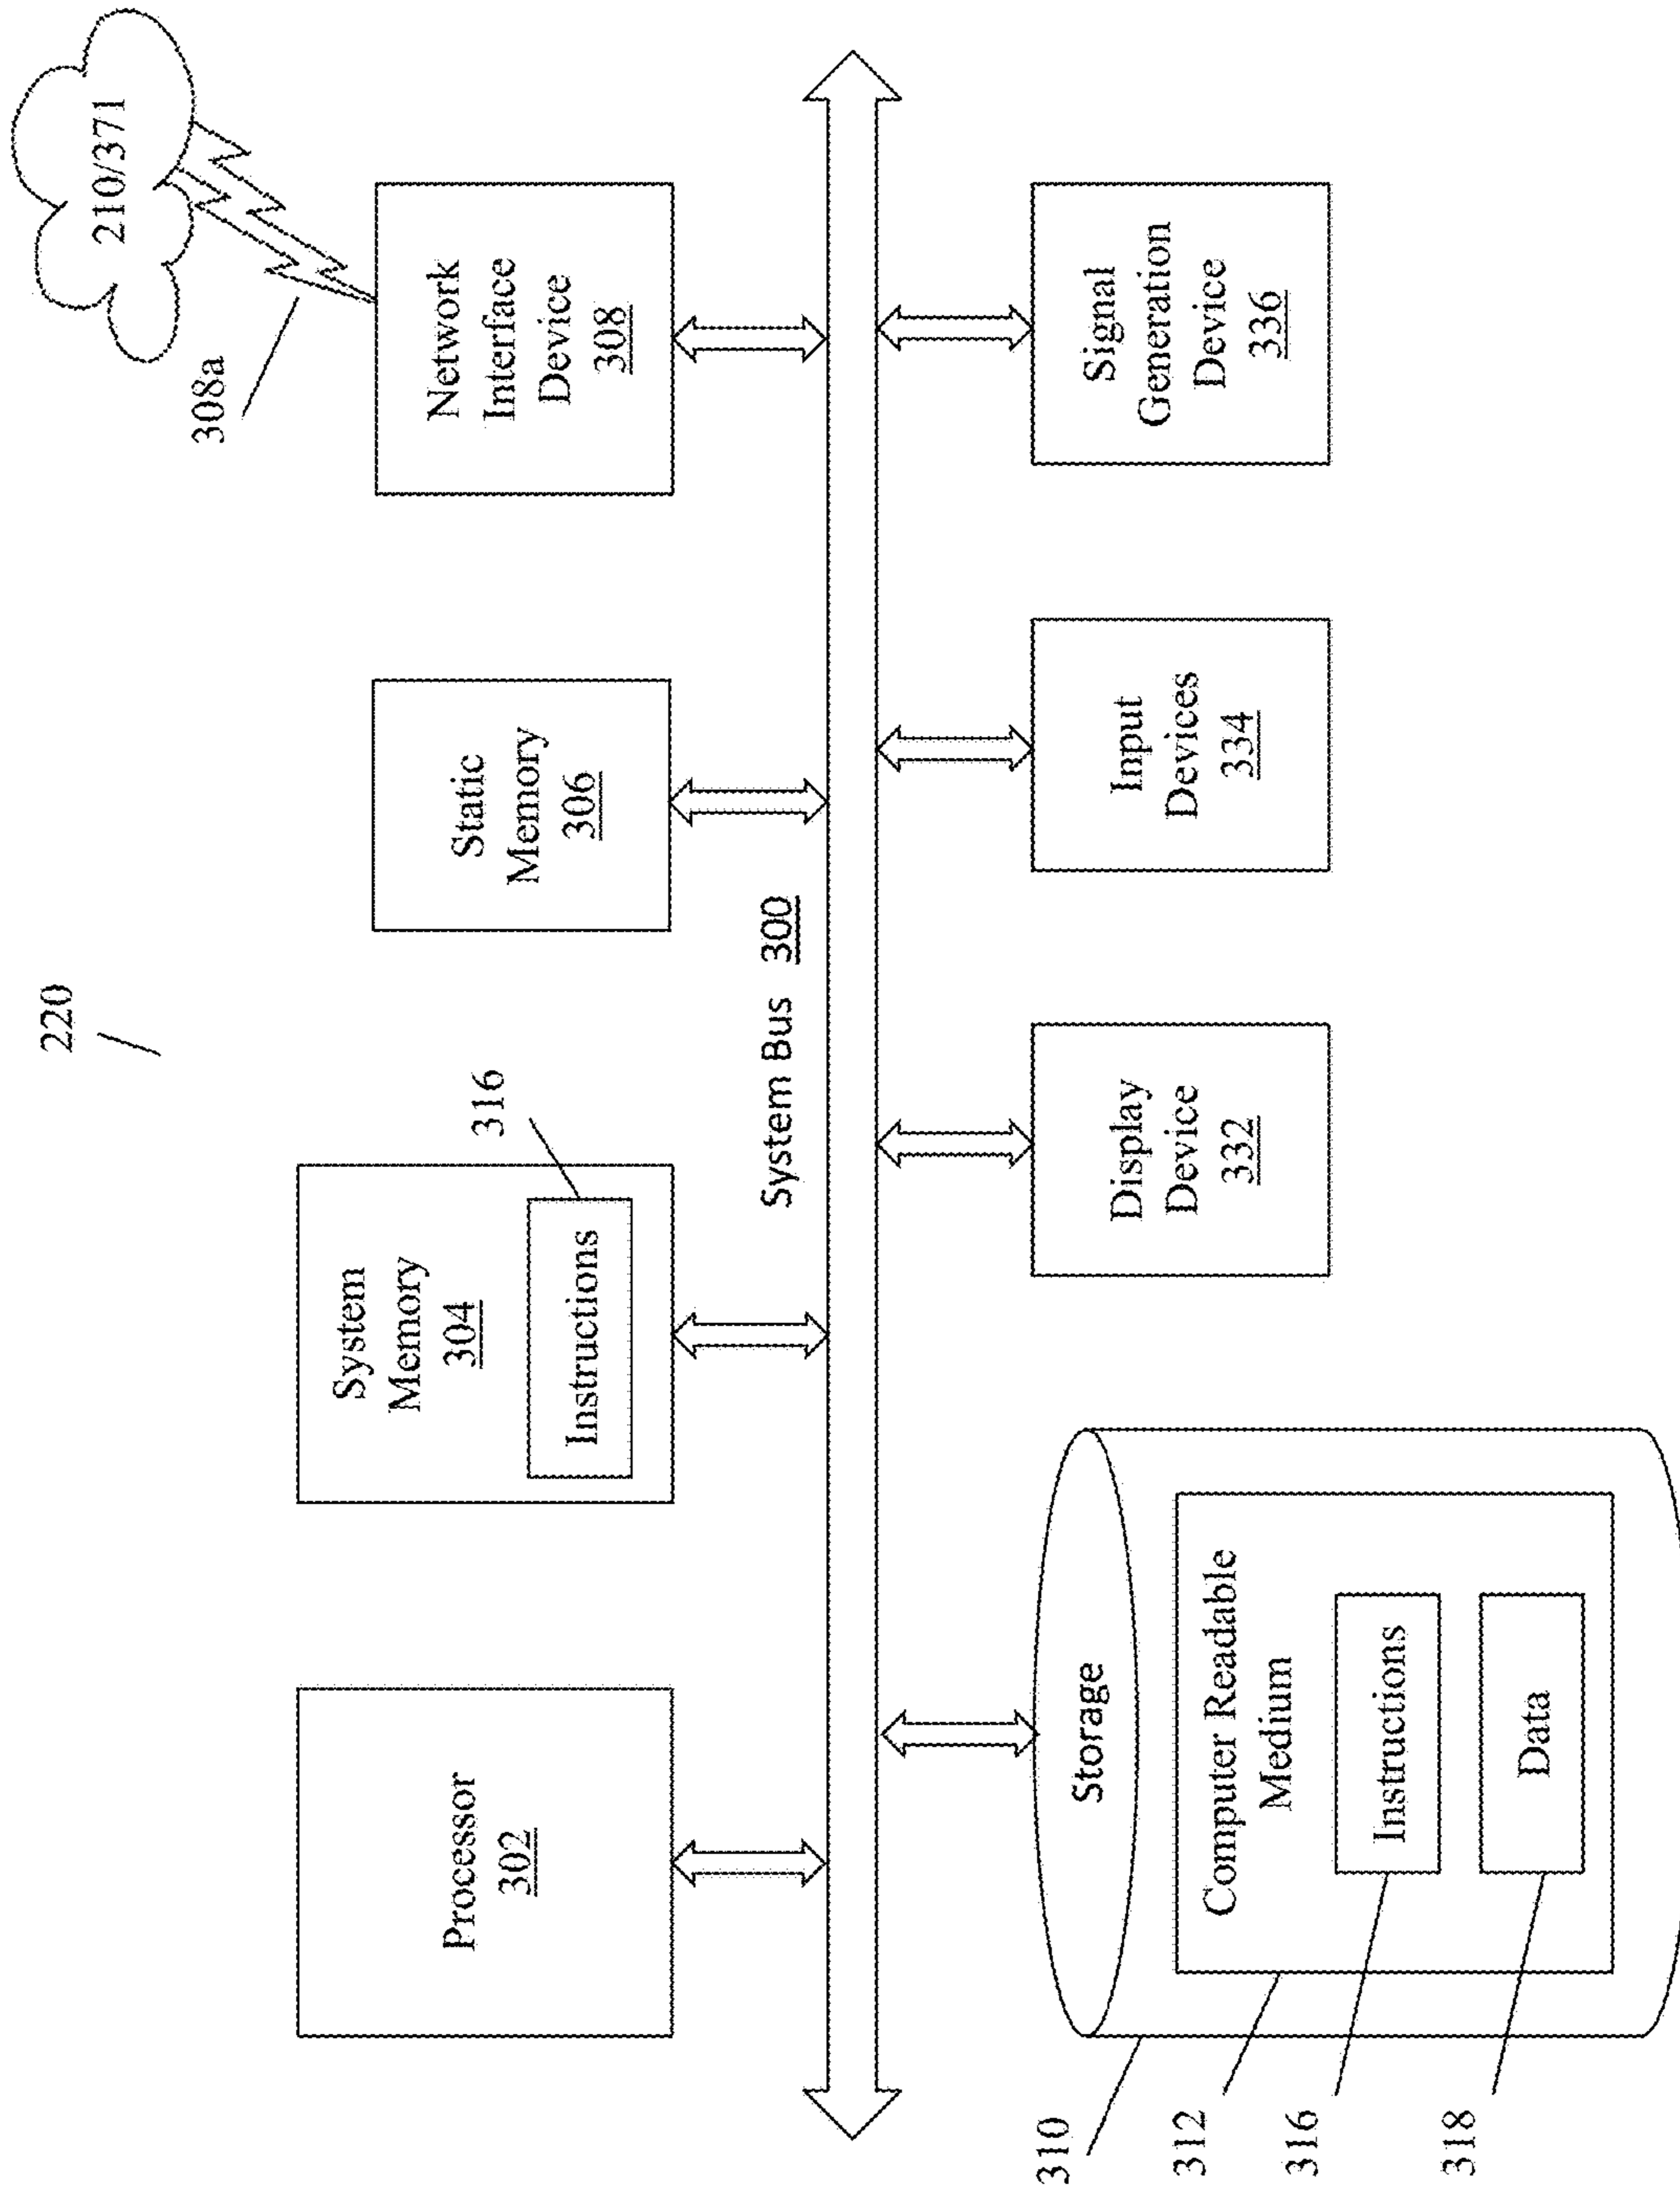 220
210/371
308a
Processor
302
System
Memory
304
Instructions
316
Static
Memory
306
Network
Interface
Device
308
System Bus 300
310
Storage
312
Computer Readable
Medium
316
Instructions
318
Data
Display
Device
332
Input
Devices
334
Signal
Generation
Device
336